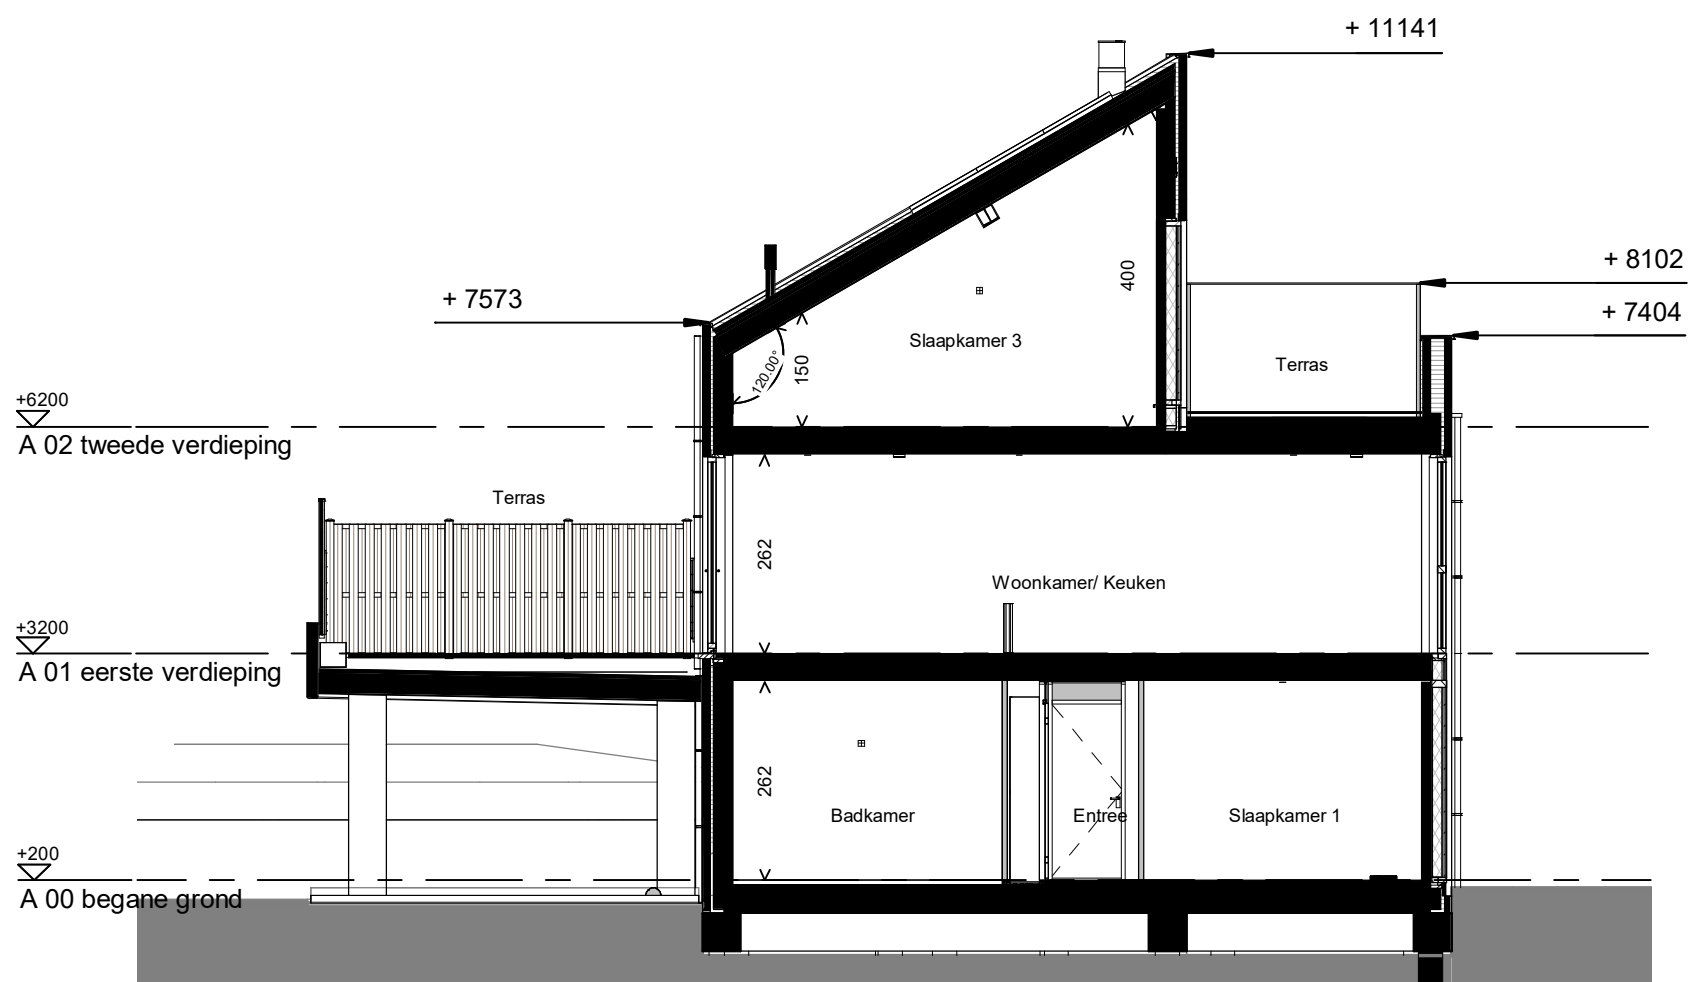 + 11141
+ 8102
+ 7573
+ 7404
400
Slaapkamer 3
120.00°
150
Terras
+6200
A 02 tweede verdieping
Terras
262
Woonkamer/ Keuken
+3200
A 01 eerste verdieping
262
Badkamer
Entree
Slaapkamer 1
+200
A 00 begane grond